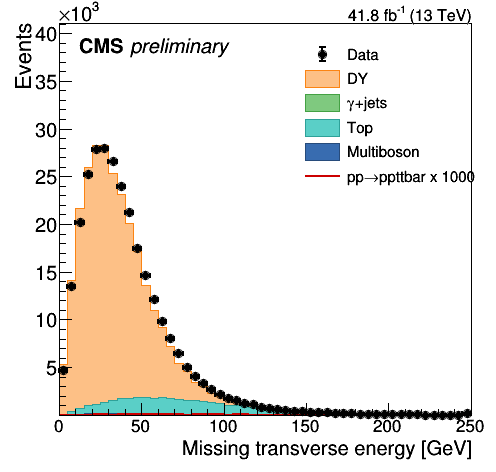 ×10³
41.8 fb⁻¹ (13 TeV)
CMS preliminary
Events
Data
DY
γ+jets
Top
Multiboson
pp→ppttbar x 1000
40
35
30
25
20
15
10
5
0 50 100 150 200 250
Missing transverse energy [GeV]